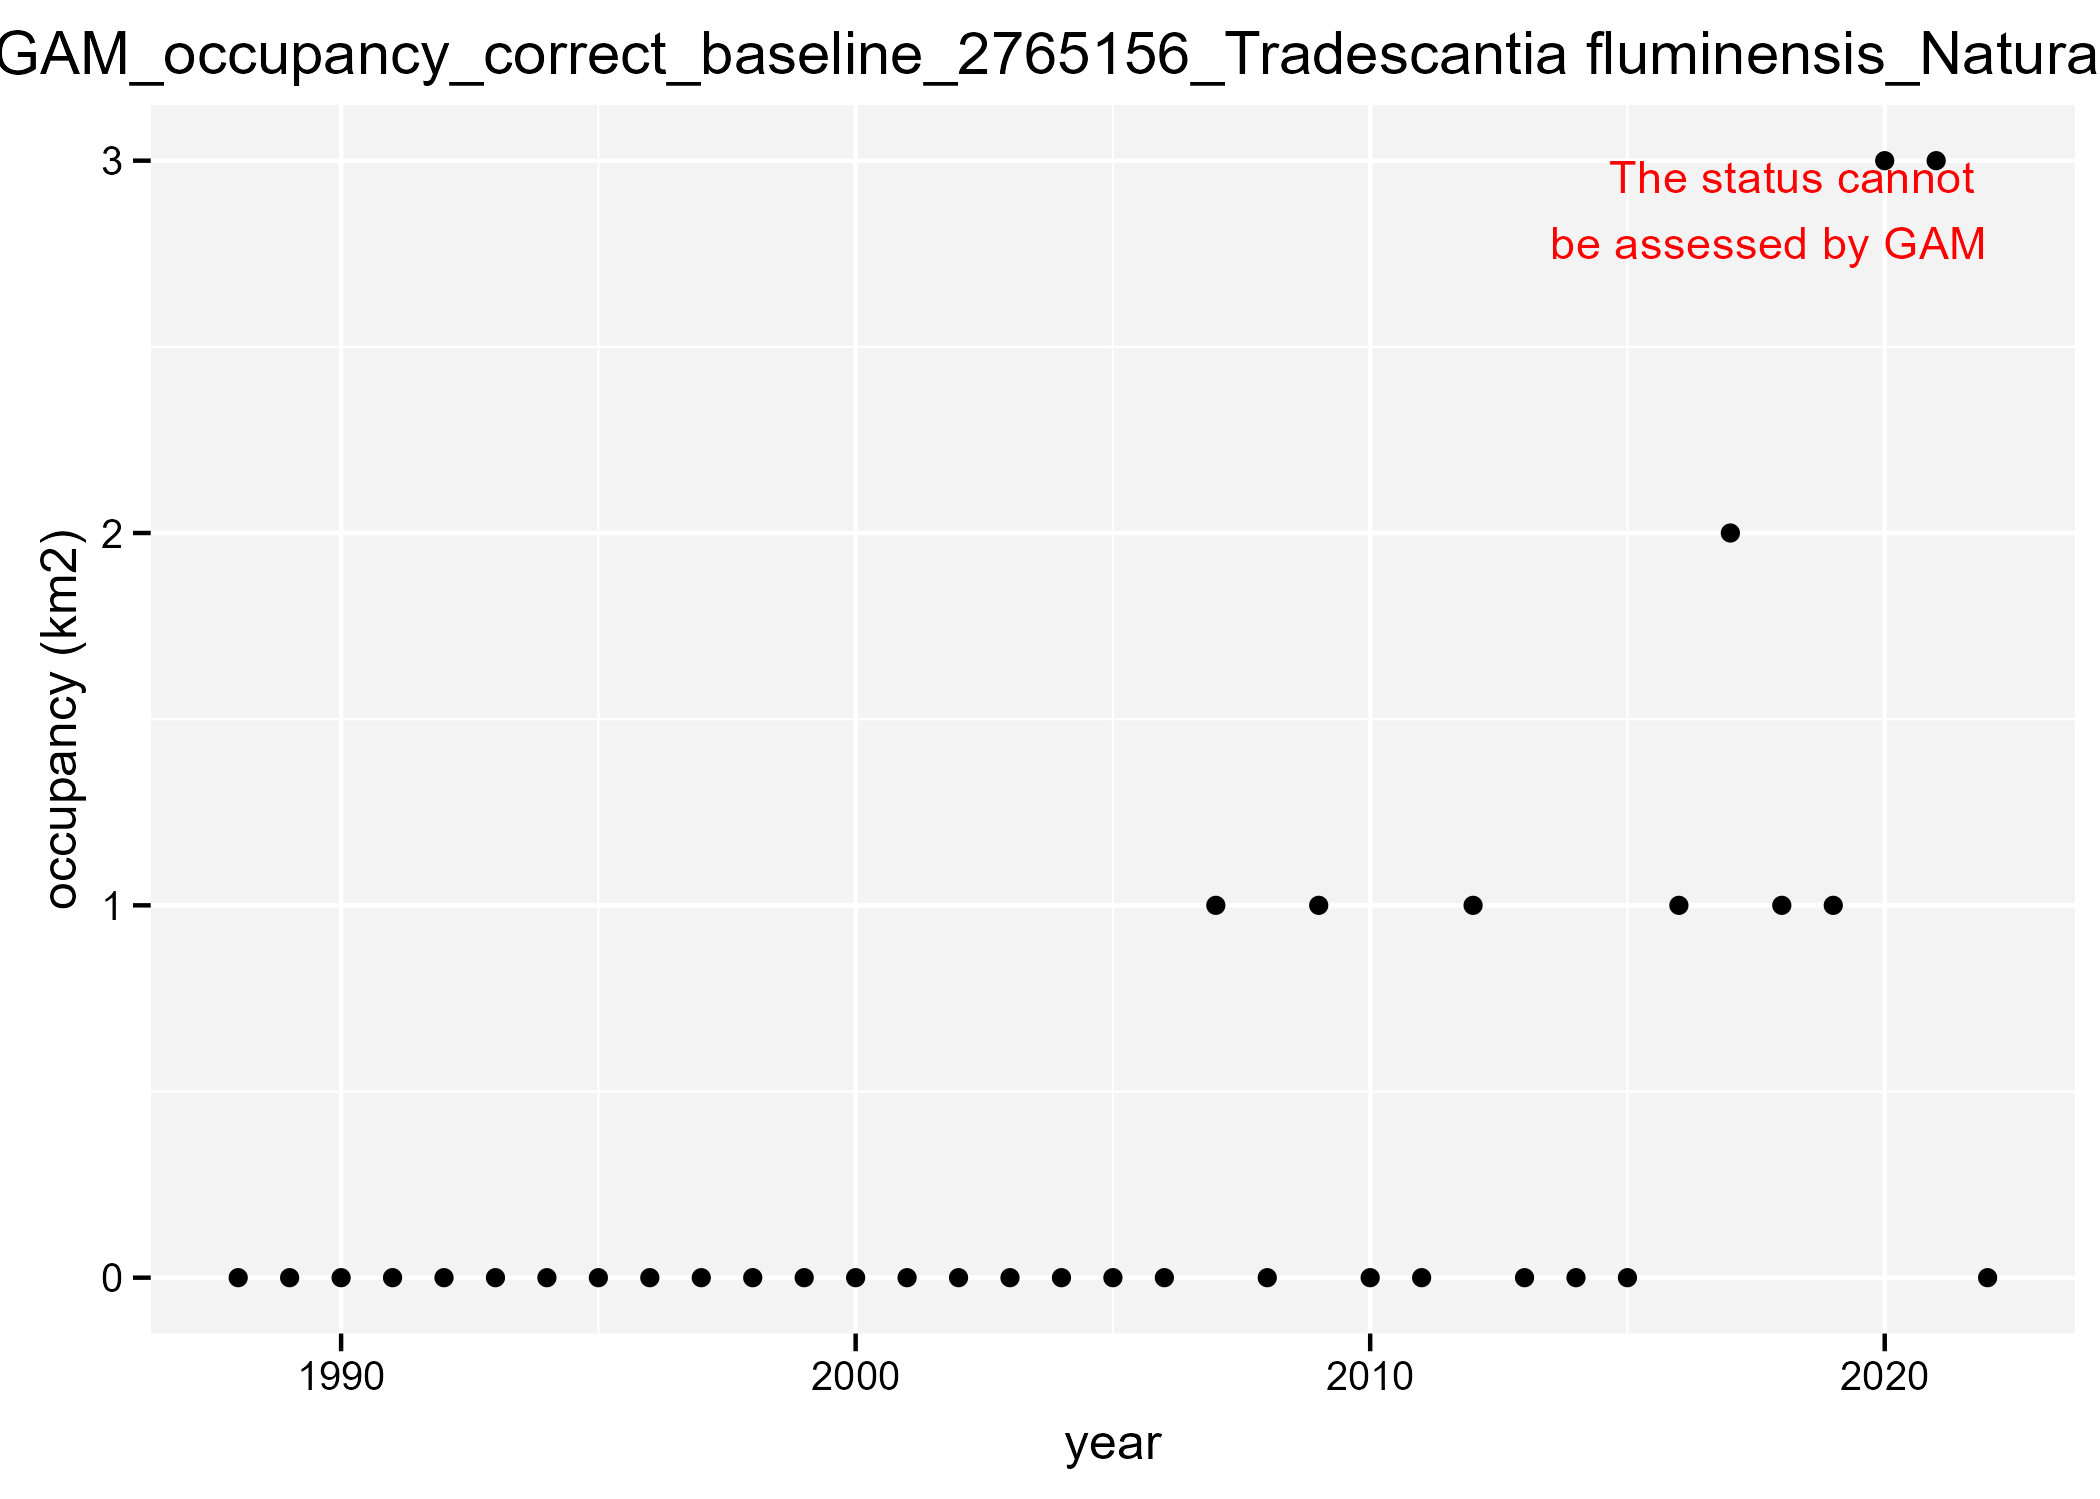 GAM_occupancy_correct_baseline_2765156_Tradescantia fluminensis_Natura
3
The status cannot
be assessed by GAM
2
occupancy (km2)
1
0
1990 2000 2010 2020
year